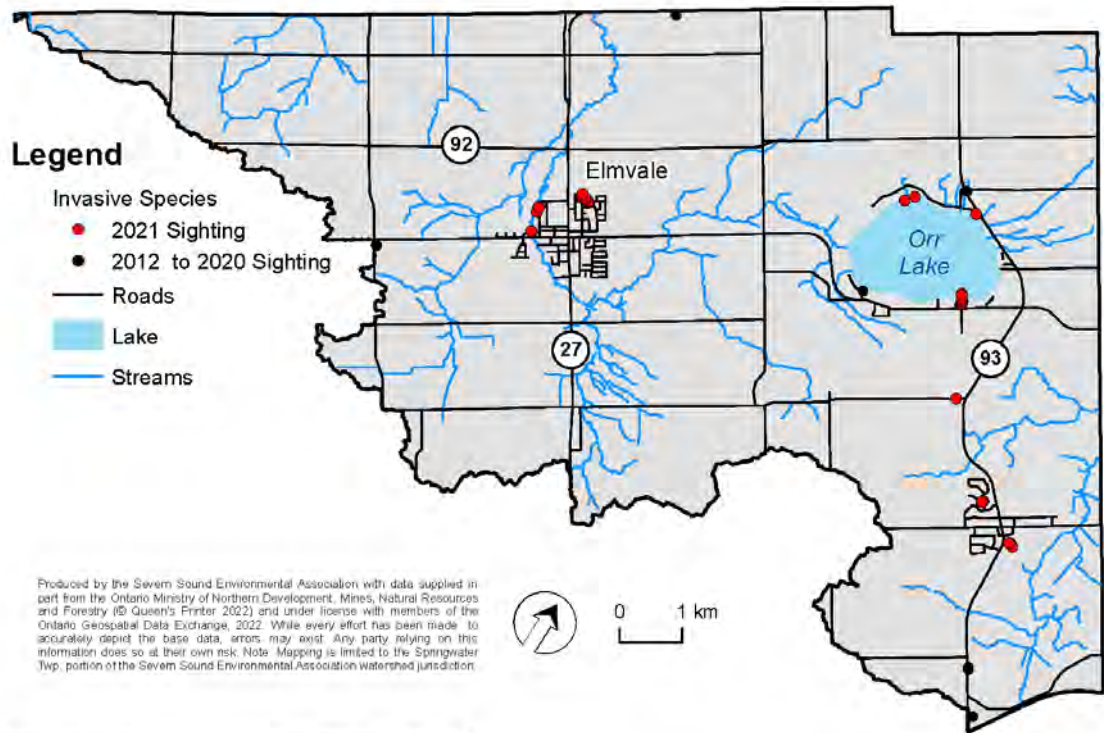 92
Legend
Elmvale
Invasive Species
2021 Sighting
Orr
Lake
2012 to 2020 Sighting
Roads
Lake
27
93
Streams
Produced by the Severn Sound Environmental Association with data supplied in
part from the Ontario Ministry of Northern Development, Mines, Natural Resources
and Forestry (© Queen's Printer 2022) and under license with members of the
Ontario Geospatial Data Exchange, 2022. While every effort has been made to
accurately depict the base data, errors may exist. Any party relying on this
information does so at their own risk. Note: Mapping is limited to the Springwater
Twp. portion of the Severn Sound Environmental Association watershed jurisdiction.
0 1 km